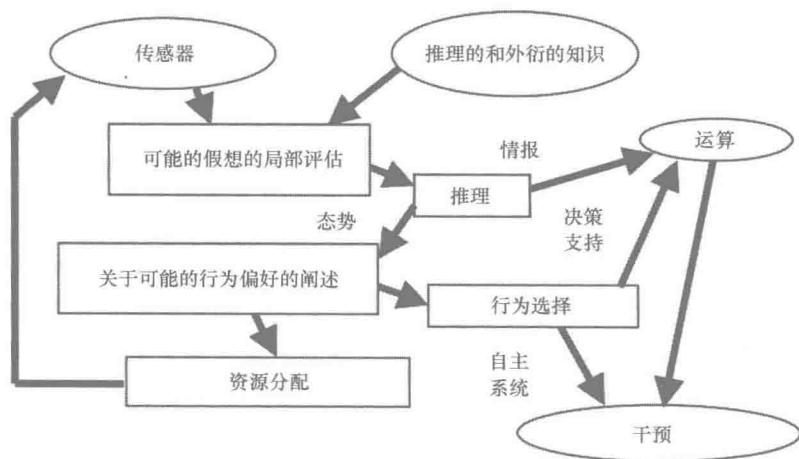 传感器
推理的和外衍的知识
运算
可能的假想的局部评估
情报
推理
态势
决策
支持
关于可能的行为偏好的阐述
行为选择
自主
系统
资源分配
干预